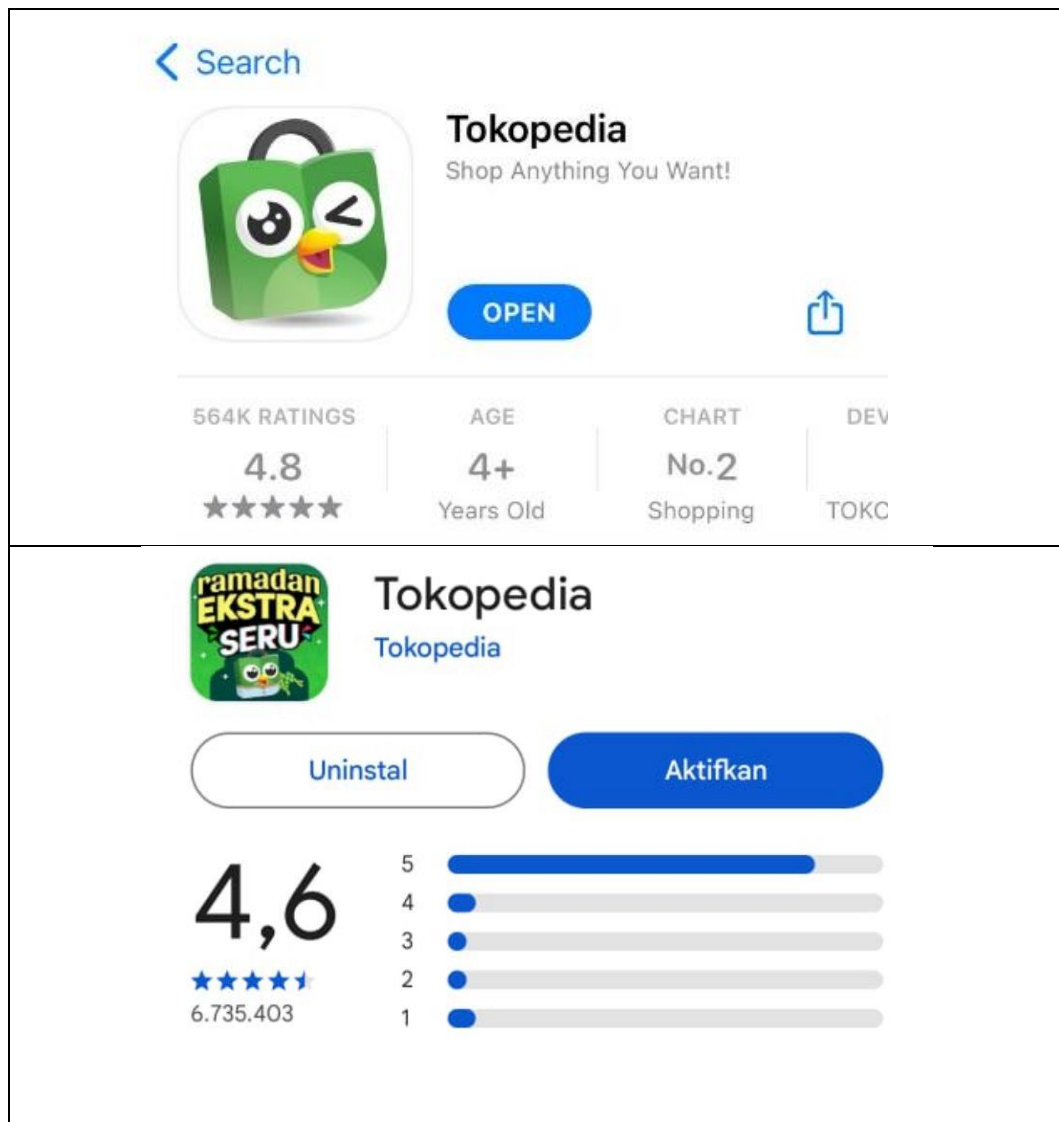 Search
Tokopedia
Shop Anything You Want!
OPEN
564K RATINGS AGE CHART DEV
4.8 4+ No.2
Years Old Shopping TOKO
ramadan
EKSTRA
SERU
Tokopedia
Tokopedia
Uninstal Aktifkan
4,6
5
4
3
2
1
6.735.403